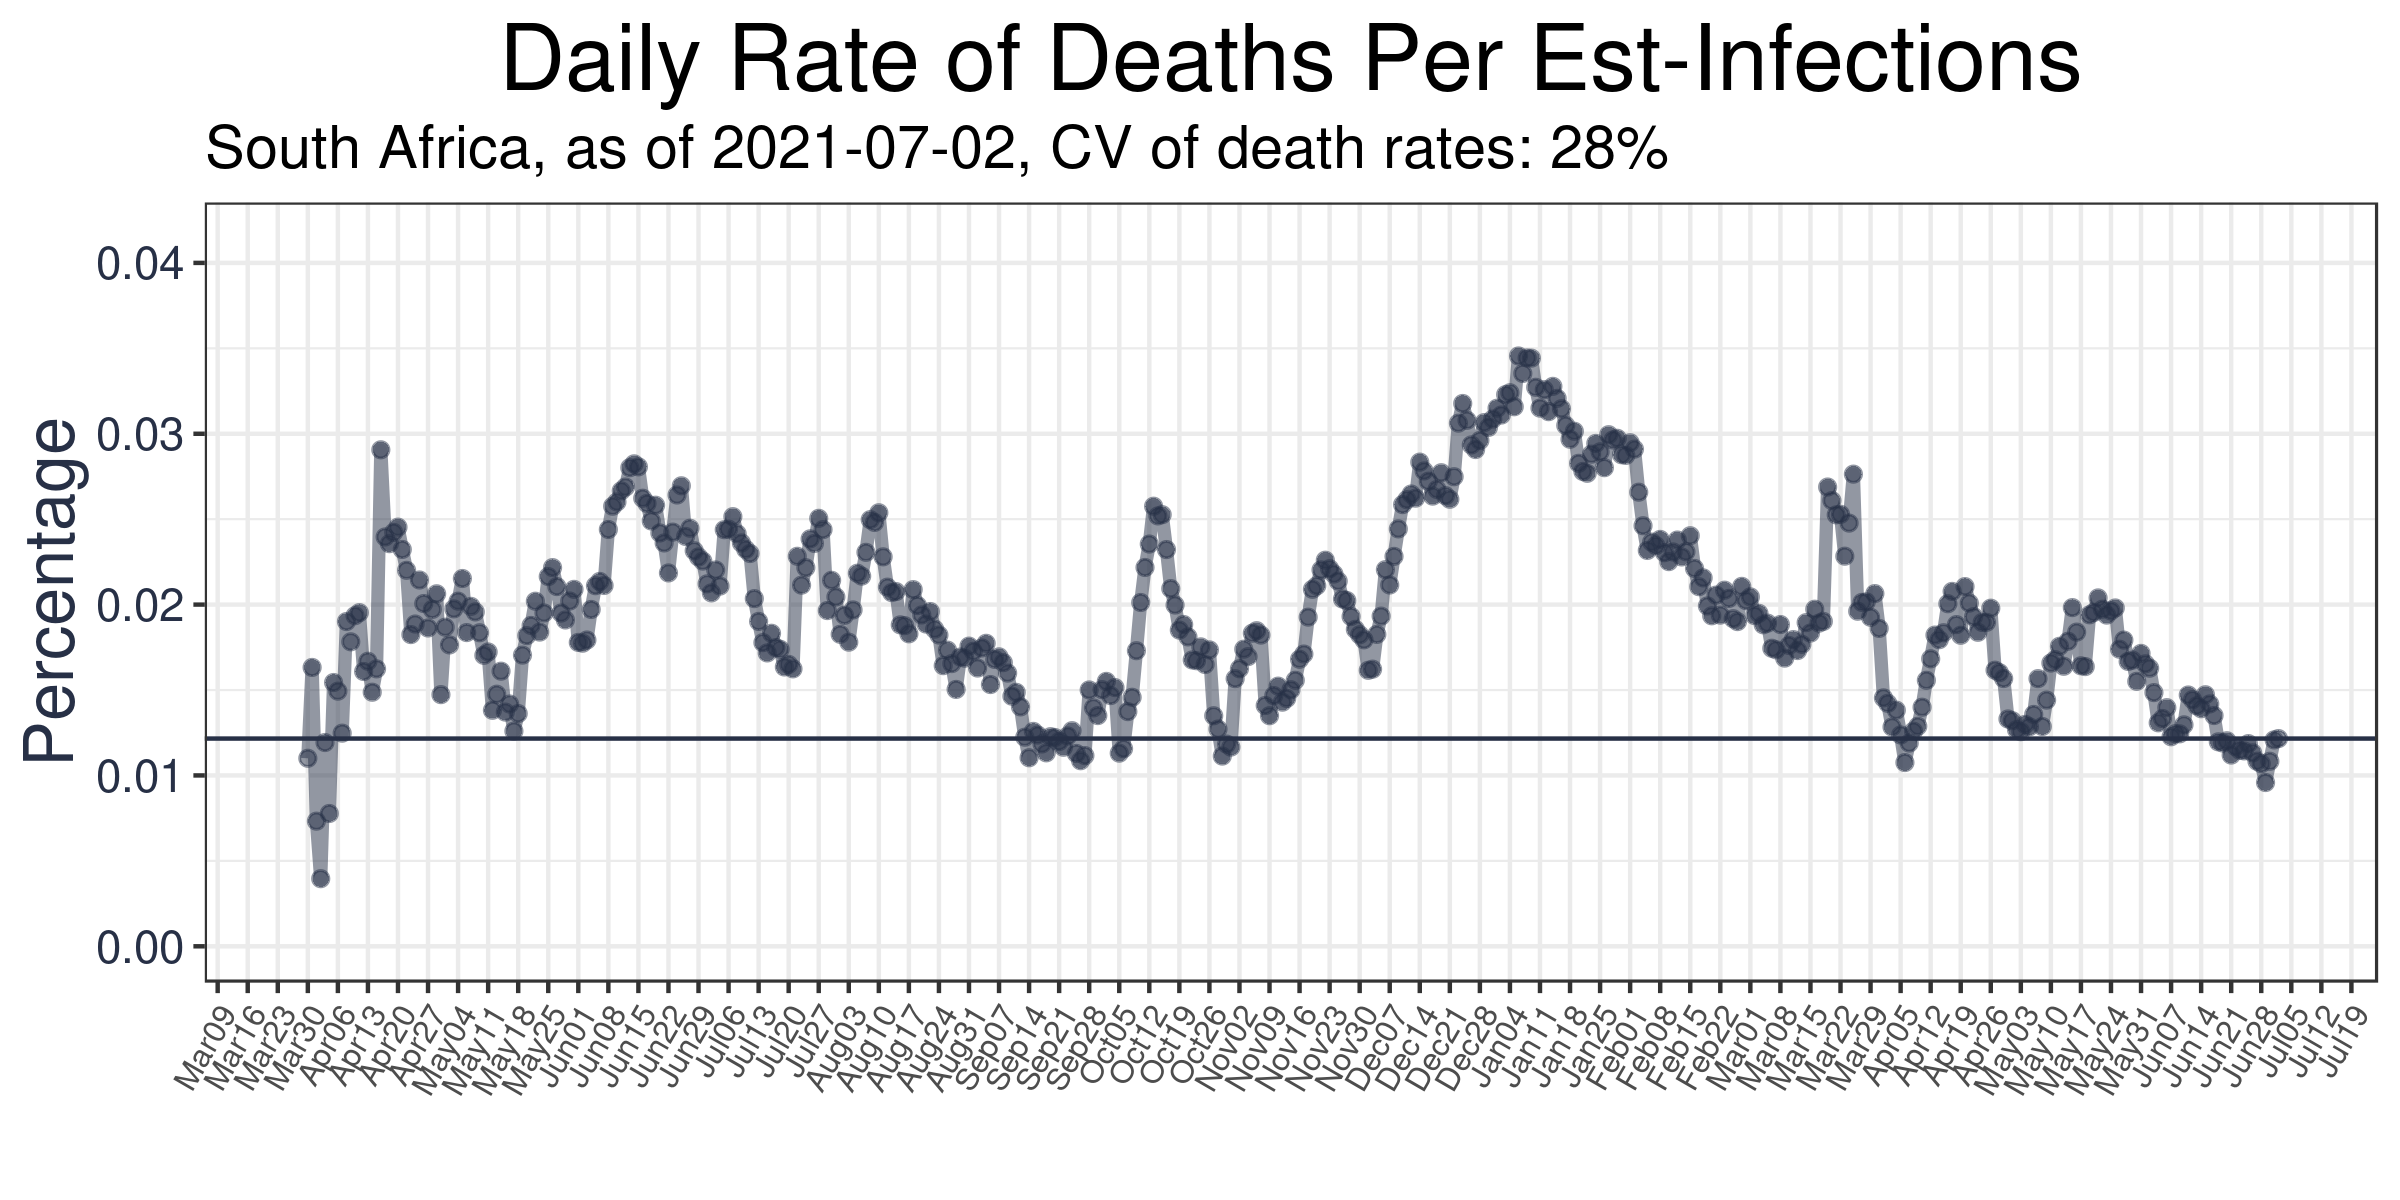 Daily Rate of Deaths Per Est-Infections
South Africa, as of 2021-07-02, CV of death rates: 28%
Percentage
0.04
0.03
0.02
0.01
0.00
Mar09 Mar16 Mar23 Mar30 Apr06 Apr13 Apr20 Apr27 May04 May11 May18 May25 Jun01 Jun08 Jun15 Jun22 Jun29 Jul06 Jul13 Jul20 Jul27 Aug03 Aug10 Aug17 Aug24 Aug31 Sep07 Sep14 Sep21 Sep28 Oct05 Oct12 Oct19 Oct26 Nov02 Nov09 Nov16 Nov23 Nov30 Dec07 Dec14 Dec21 Dec28 Jan04 Jan11 Jan18 Jan25 Feb01 Feb08 Feb15 Feb22 Mar01 Mar08 Mar15 Mar22 Mar29 Apr05 Apr12 Apr19 Apr26 May03 May10 May17 May24 May31 Jun07 Jun14 Jun21 Jun28 Jul05 Jul12 Jul19